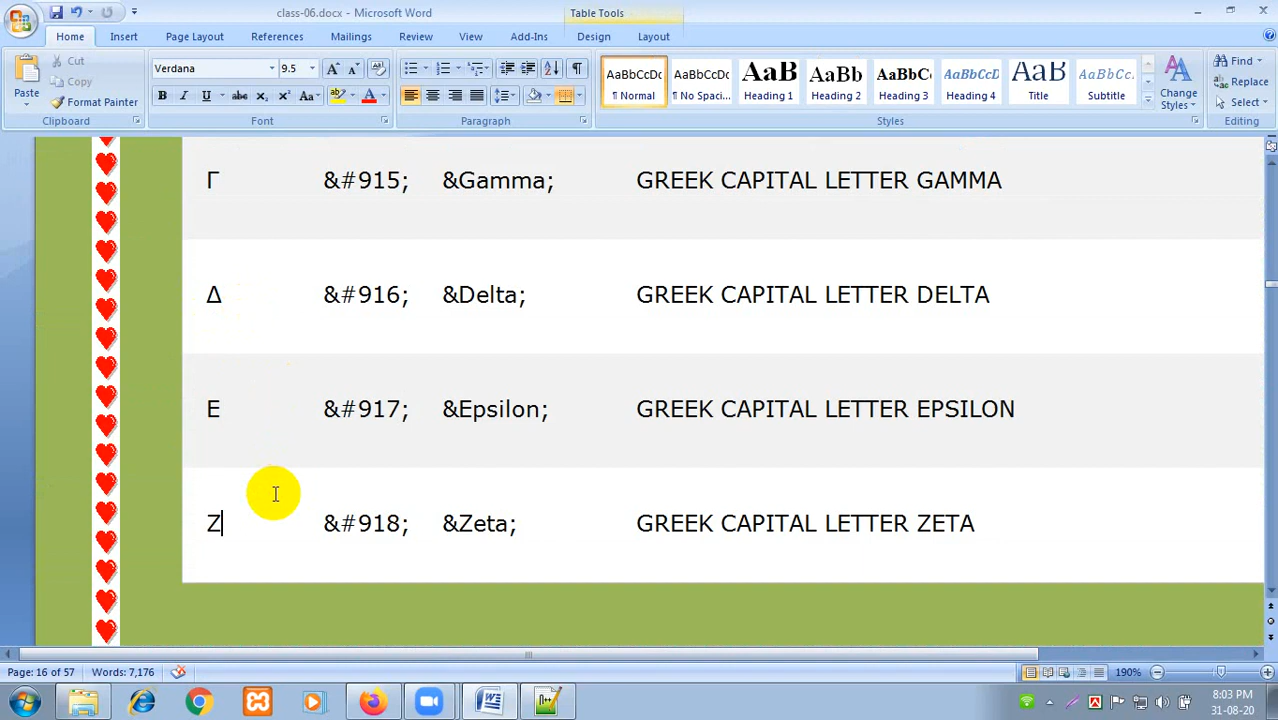 class-06.docx - Microsoft Word
Table Tools
Home Insert Page Layout References Mailings Review View Add-Ins Design Layout
Paste
Cut
Copy
Format Painter
Clipboard
Verdana 9.5
Font
Paragraph
AaBbCcDc AaBbCcDc AaB AaBb AaBbC AaBbCcD AaB AaBbCc.
¶ Normal ¶ No Spaci... Heading 1 Heading 2 Heading 3 Heading 4 Title Subtitle
Change Styles
Styles
Find
Replace
Select
Editing
Γ &#915; &Gamma; GREEK CAPITAL LETTER GAMMA
Δ &#916; &Delta; GREEK CAPITAL LETTER DELTA
Ε &#917; &Epsilon; GREEK CAPITAL LETTER EPSILON
Ζ &#918; &Zeta; GREEK CAPITAL LETTER ZETA
Page: 16 of 57 Words: 7,176 190%
8:03 PM
31-08-20